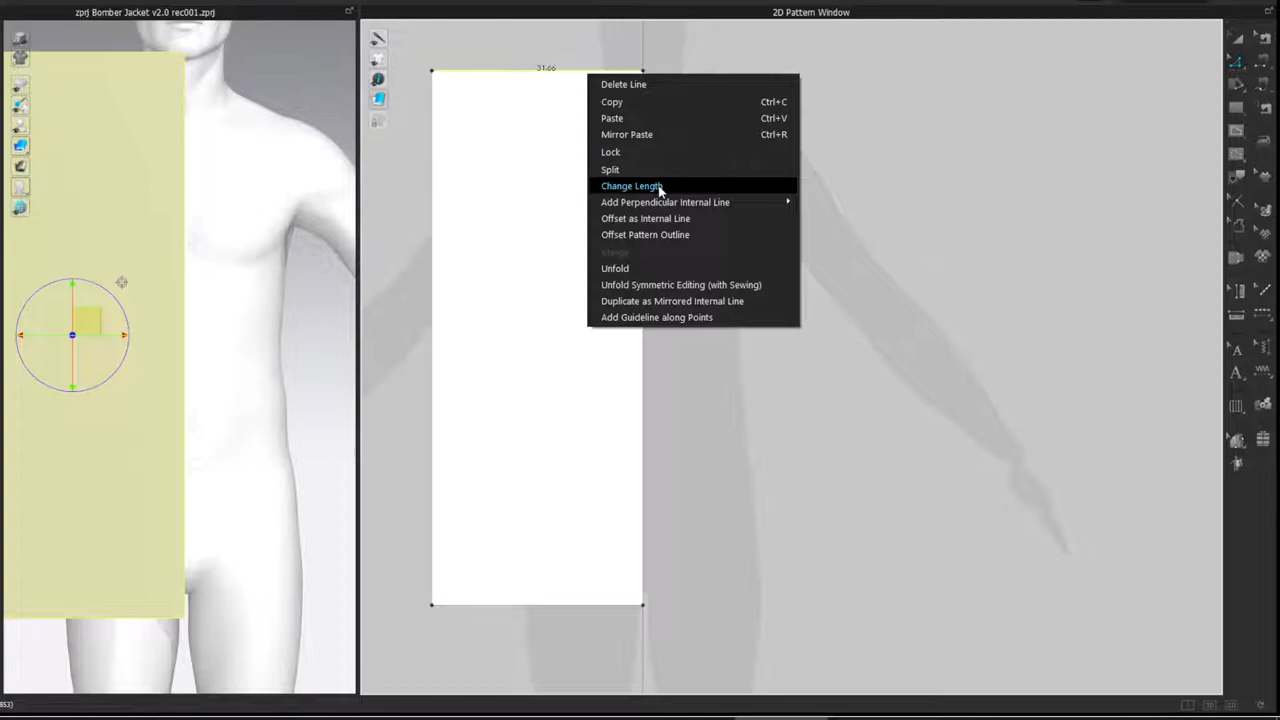 zprj Bomber Jacket v2.0 rec001.zprj
2D Pattern Window
31.66
Delete Line
Copy Ctrl+C
Paste Ctrl+V
Mirror Paste Ctrl+R
Lock
Split
Change Length
Add Perpendicular Internal Line
Offset as Internal Line
Offset Pattern Outline
Merge
Unfold
Unfold Symmetric Editing (with Sewing)
Duplicate as Mirrored Internal Line
Add Guideline along Points
853)